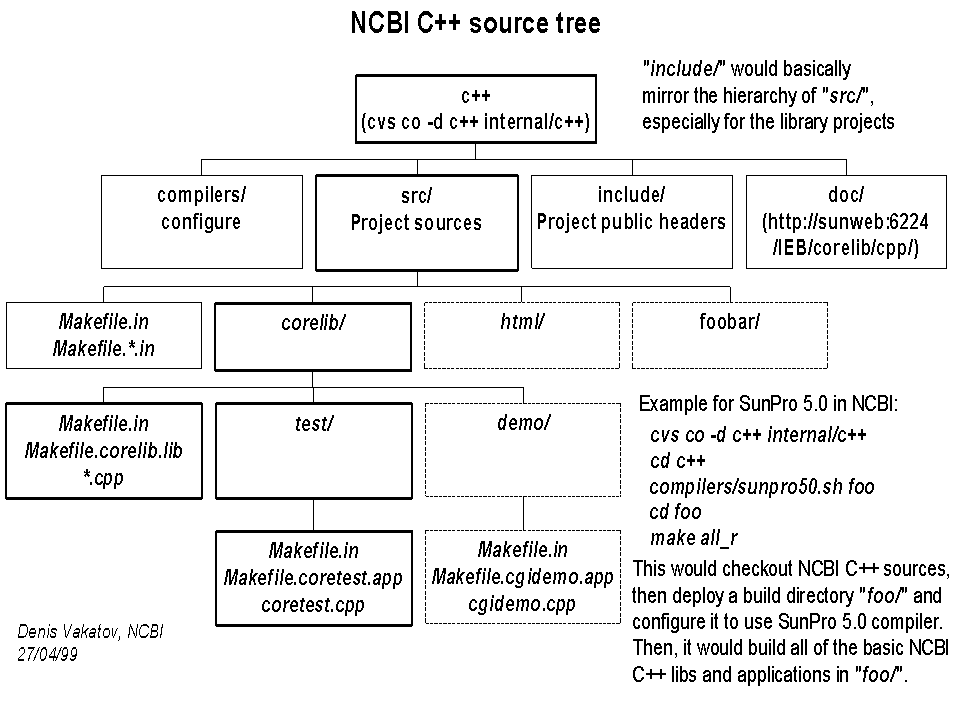 NCBI C++ source tree
"include/" would basically
mirror the hierarchy of "src/",
especially for the library projects
c++
(cvs co -d c++ internal/c++)
compilers/
configure
src/
Project sources
include/
Project public headers
doc/
(http://sunweb:6224
/IEB/corelib/cpp/)
Makefile.in
Makefile.*.in
corelib/
html/
foobar/
Makefile.in
Makefile.corelib.lib
*.cpp
test/
demo/
Makefile.in
Makefile.coretest.app
coretest.cpp
Makefile.in
Makefile.cgidemo.app
cgidemo.cpp
Example for SunPro 5.0 in NCBI:
cvs co -d c++ internal/c++
cd c++
compilers/sunpro50.sh foo
cd foo
make all_r
This would checkout NCBI C++ sources,
then deploy a build directory "foo/" and
configure it to use SunPro 5.0 compiler.
Then, it would build all of the basic NCBI
C++ libs and applications in "foo/".
Denis Vakatov, NCBI
27/04/99